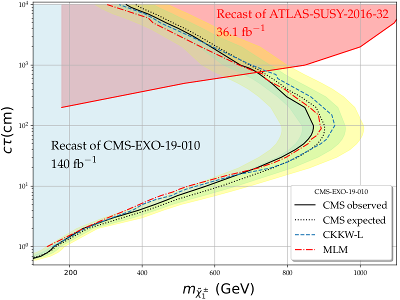 Recast of ATLAS-SUSY-2016-32
36.1 fb⁻¹
Recast of CMS-EXO-19-010
140 fb⁻¹
CMS-EXO-19-010
CMS observed
CMS expected
CKKW-L
MLM
cτ(cm)
10⁴
10³
10²
10¹
10⁰
200
400
600
800
1000
m_χ̃₁^± (GeV)